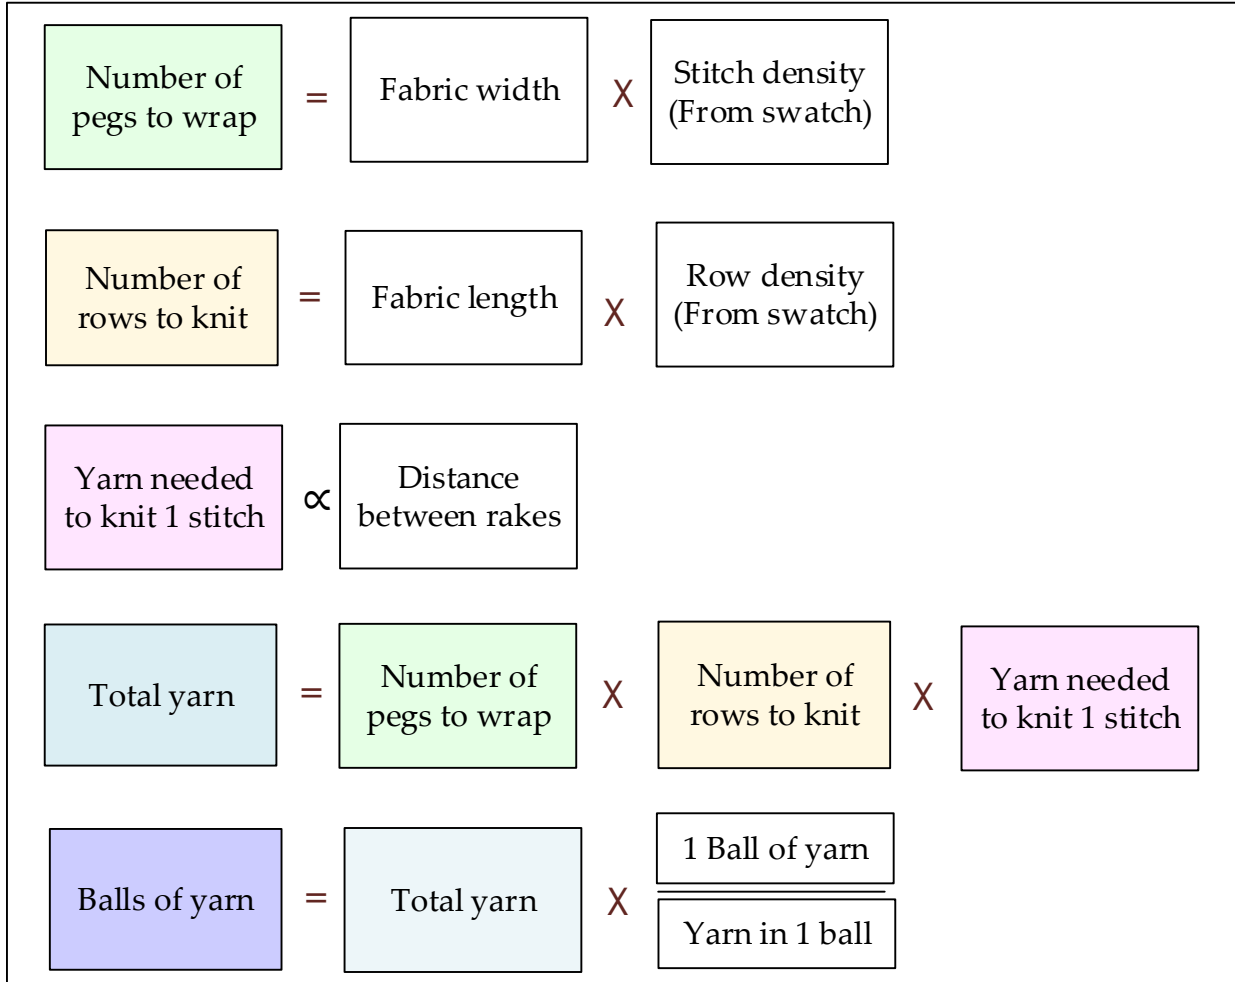 Number of
pegs to wrap
=
Fabric width
X
Stitch density
(From swatch)
Number of
rows to knit
=
Fabric length
X
Row density
(From swatch)
Yarn needed
to knit 1 stitch
∝
Distance
between rakes
Total yarn
=
Number of
pegs to wrap
X
Number of
rows to knit
X
Yarn needed
to knit 1 stitch
Balls of yarn
=
Total yarn
X
1 Ball of yarn
Yarn in 1 ball